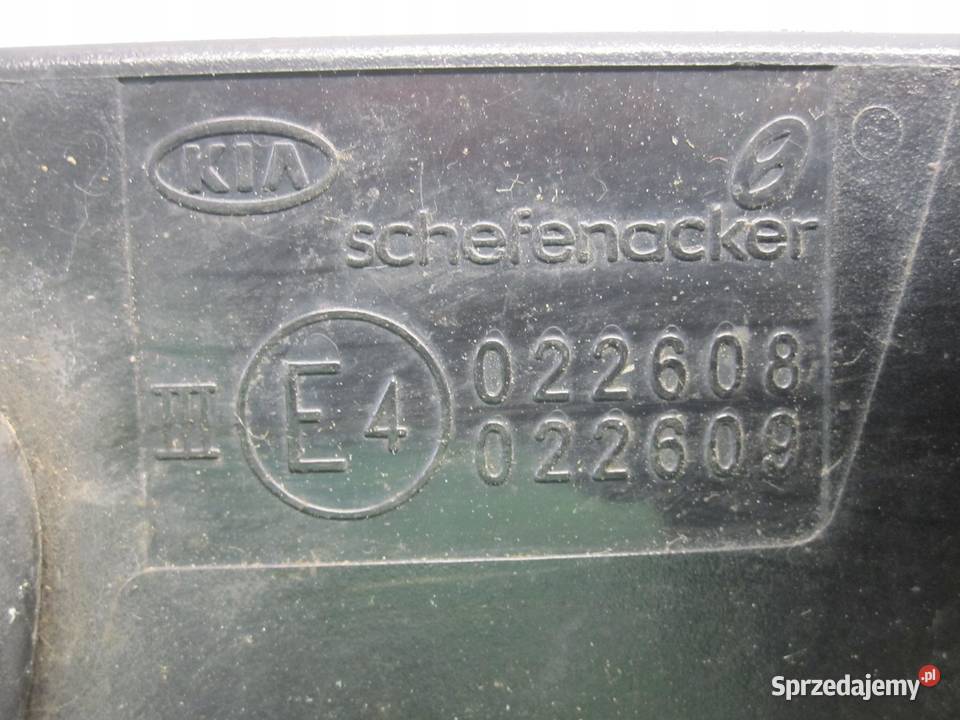 KIA
schefenacker
III E4 022608
022609
Sprzedajemy.pl